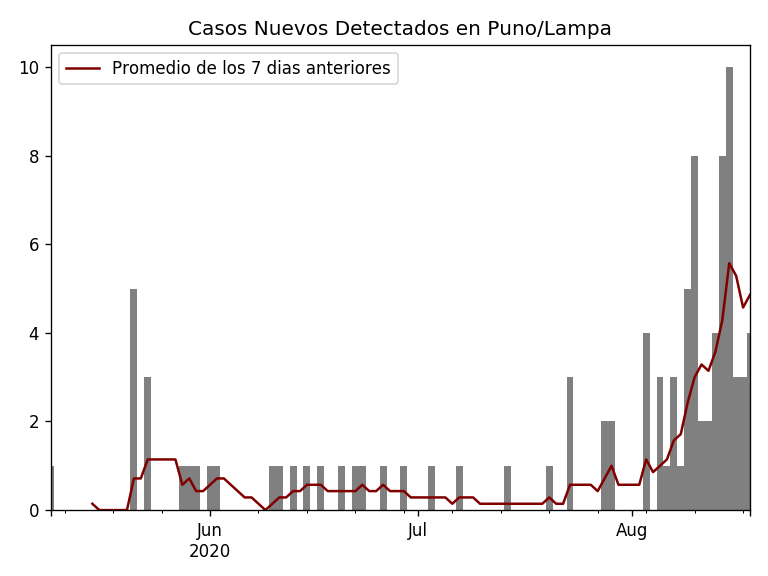 Casos Nuevos Detectados en Puno/Lampa
Promedio de los 7 dias anteriores
10
8
6
4
2
0
Jun
2020
Jul
Aug